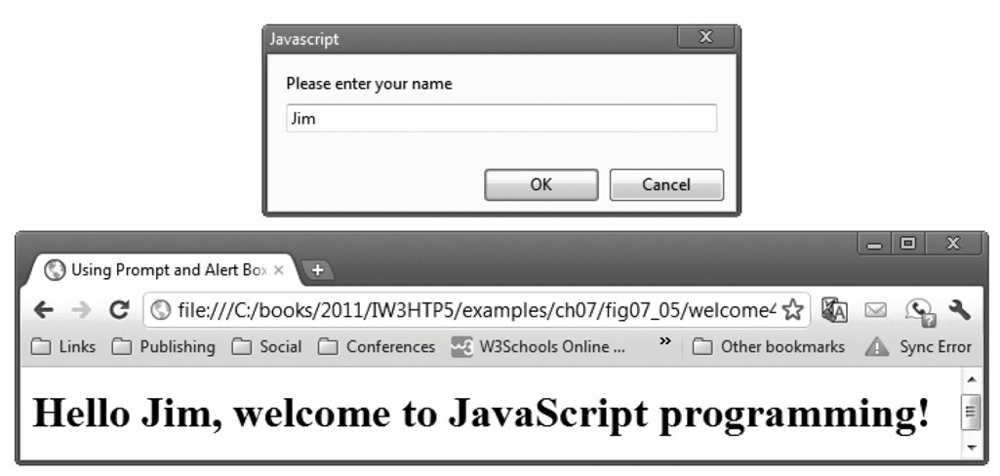 Javascript
Please enter your name
Jim
OK Cancel
Using Prompt and Alert Box
file:///C:/books/2011/IW3HTP5/examples/ch07/fig07_05/welcome4
Links Publishing Social Conferences W3Schools Online ... » Other bookmarks Sync Error
Hello Jim, welcome to JavaScript programming!